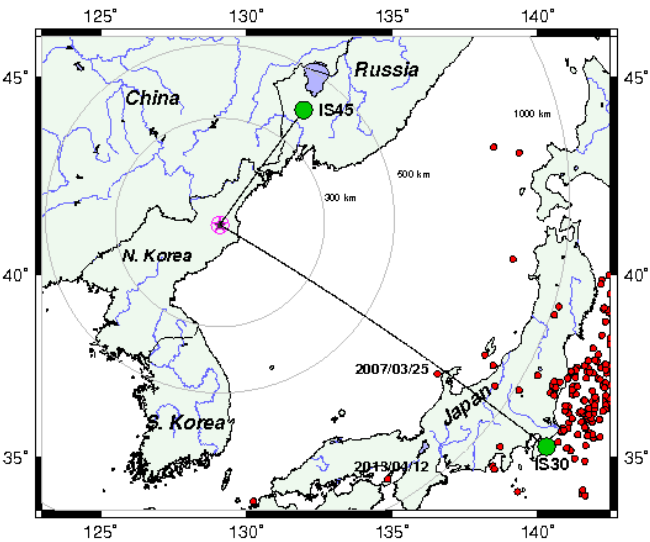 125° 130° 135° 140°
45° 45°
Russia
China
IS45
1000 km
500 km
300 km
N. Korea
40° 40°
2007/03/25
Japan
S. Korea
35° 35°
2013/04/12
IS30
125° 130° 135° 140°